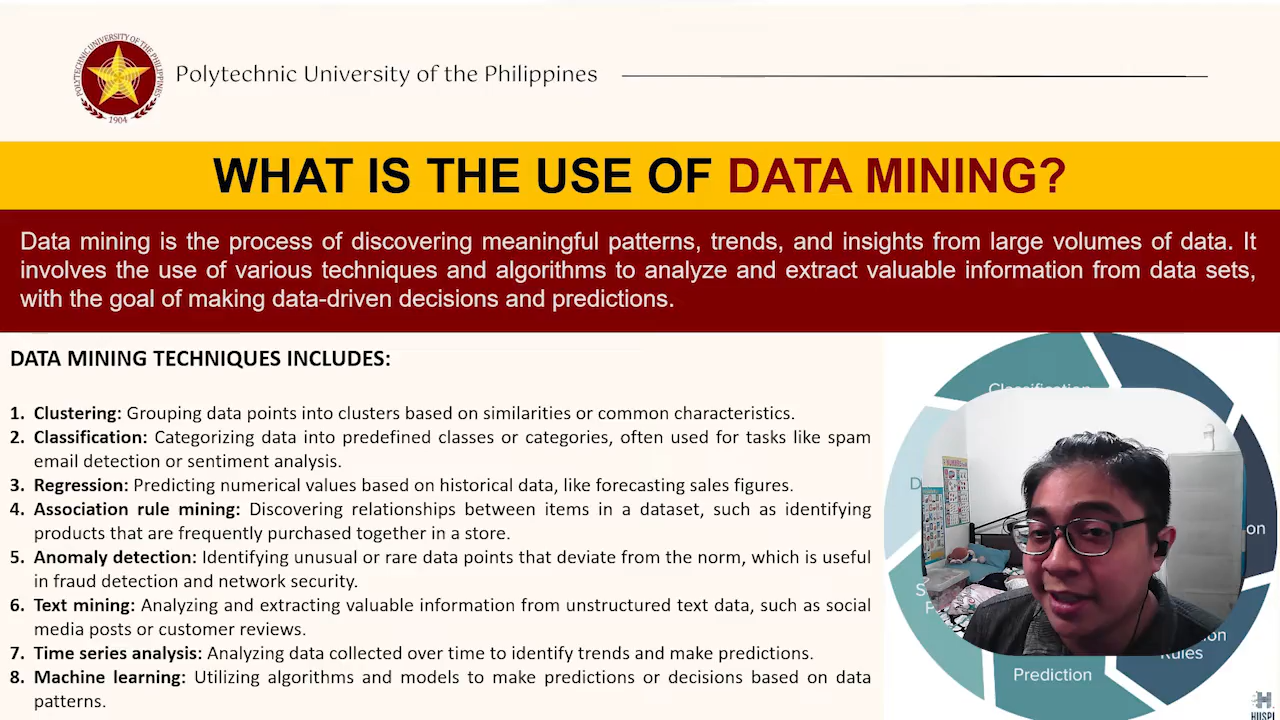 POLYTECHNIC UNIVERSITY OF THE PHILIPPINES
1904
Polytechnic University of the Philippines
WHAT IS THE USE OF DATA MINING?
Data mining is the process of discovering meaningful patterns, trends, and insights from large volumes of data. It
involves the use of various techniques and algorithms to analyze and extract valuable information from data sets,
with the goal of making data-driven decisions and predictions.
DATA MINING TECHNIQUES INCLUDES:
1. Clustering: Grouping data points into clusters based on similarities or common characteristics.
2. Classification: Categorizing data into predefined classes or categories, often used for tasks like spam
email detection or sentiment analysis.
3. Regression: Predicting numerical values based on historical data, like forecasting sales figures.
4. Association rule mining: Discovering relationships between items in a dataset, such as identifying
products that are frequently purchased together in a store.
5. Anomaly detection: Identifying unusual or rare data points that deviate from the norm, which is useful
in fraud detection and network security.
6. Text mining: Analyzing and extracting valuable information from unstructured text data, such as social
media posts or customer reviews.
7. Time series analysis: Analyzing data collected over time to identify trends and make predictions.
8. Machine learning: Utilizing algorithms and models to make predictions or decisions based on data
patterns.
Classification
Rules
Prediction